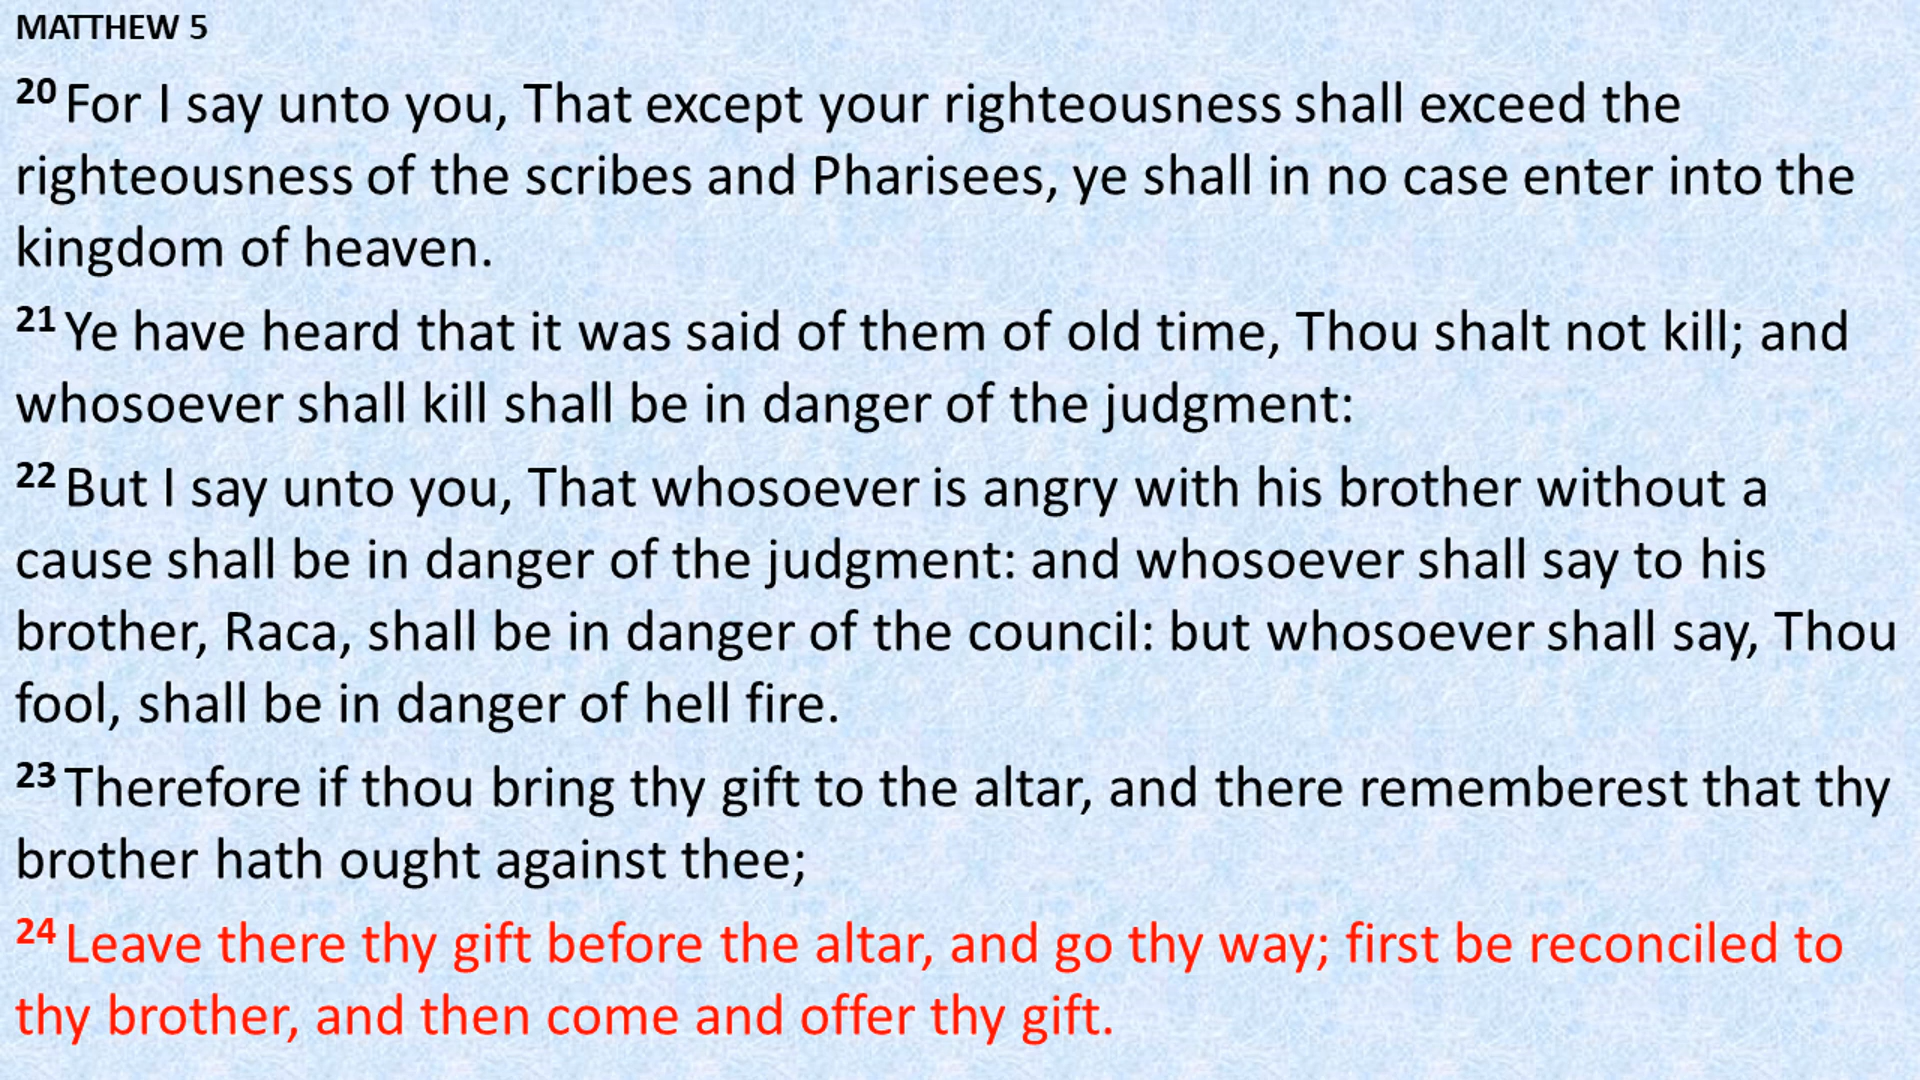 MATTHEW 5
20 For I say unto you, That except your righteousness shall exceed the
righteousness of the scribes and Pharisees, ye shall in no case enter into the
kingdom of heaven.
21 Ye have heard that it was said of them of old time, Thou shalt not kill; and
whosoever shall kill shall be in danger of the judgment:
22 But I say unto you, That whosoever is angry with his brother without a
cause shall be in danger of the judgment: and whosoever shall say to his
brother, Raca, shall be in danger of the council: but whosoever shall say, Thou
fool, shall be in danger of hell fire.
23 Therefore if thou bring thy gift to the altar, and there rememberest that thy
brother hath ought against thee;
24 Leave there thy gift before the altar, and go thy way; first be reconciled to
thy brother, and then come and offer thy gift.